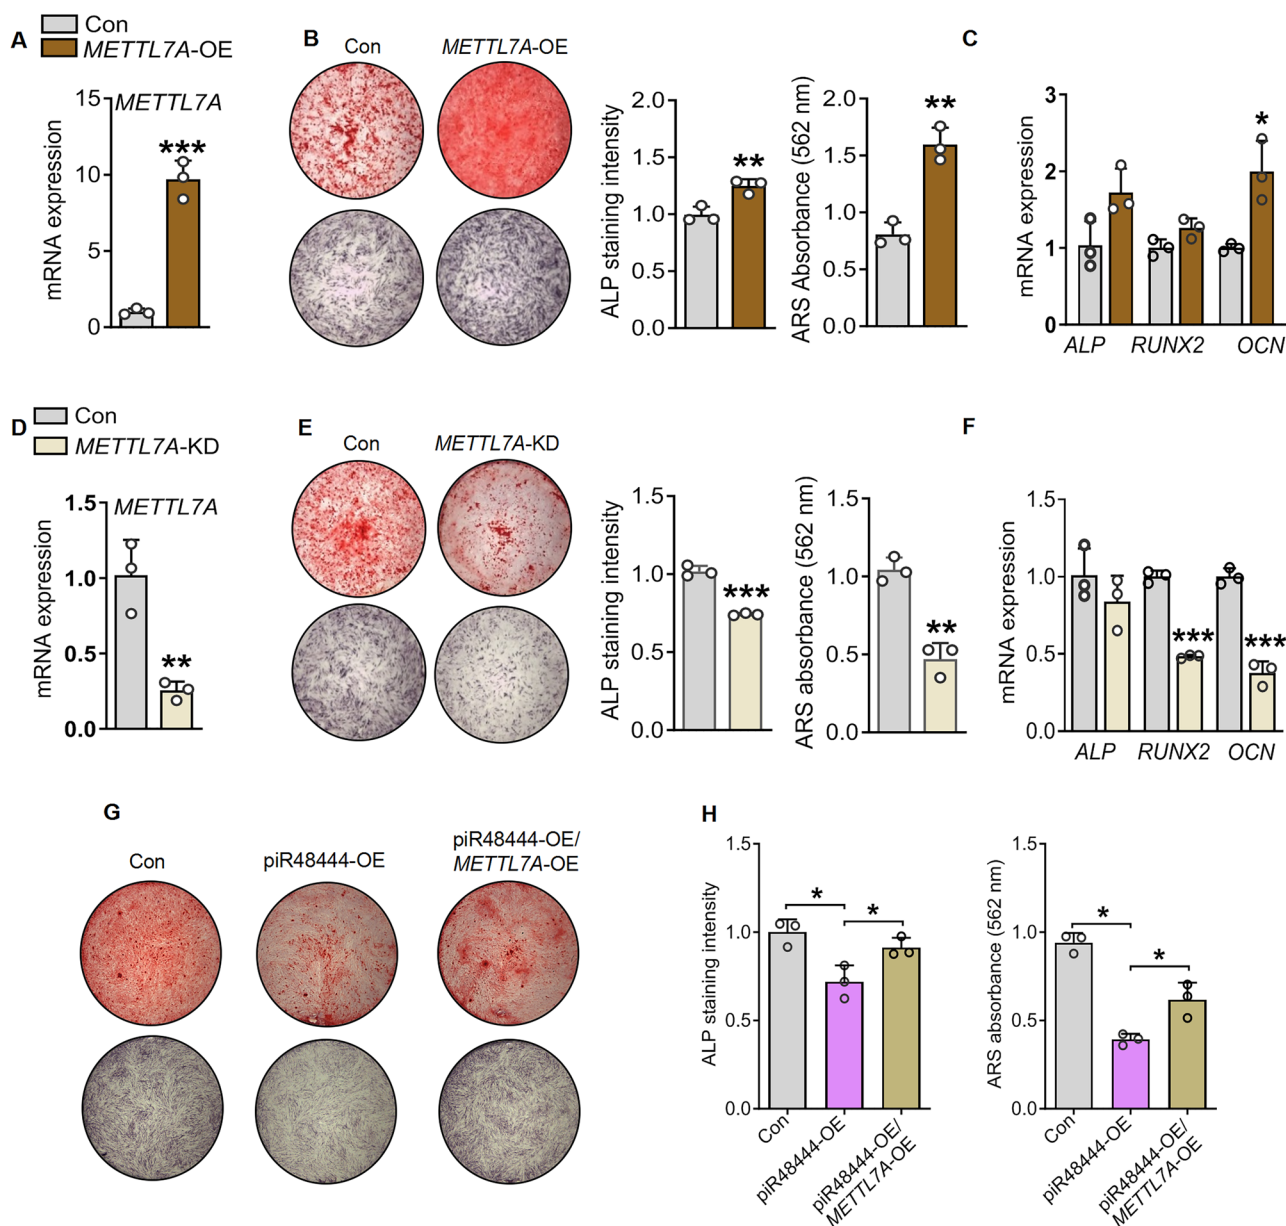 A
Con
METTL7A-OE
METTL7A
mRNA expression
15
10
5
0
***
B
Con
METTL7A-OE
ALP staining intensity
2.0
1.5
1.0
0.5
0.0
**
ARS Absorbance (562 nm)
2.0
1.5
1.0
0.5
0.0
**
C
mRNA expression
3
2
1
0
*
ALP
RUNX2
OCN
D
Con
METTL7A-KD
METTL7A
mRNA expression
1.5
1.0
0.5
0.0
**
E
Con
METTL7A-KD
ALP staining intensity
1.5
1.0
0.5
0.0
***
ARS absorbance (562 nm)
1.5
1.0
0.5
0.0
**
F
mRNA expression
1.5
1.0
0.5
0.0
***
***
ALP
RUNX2
OCN
G
Con
piR48444-OE
piR48444-OE/
METTL7A-OE
H
ALP staining intensity
1.5
1.0
0.5
0.0
*
*
Con
piR48444-OE
piR48444-OE/
METTL7A-OE
ARS absorbance (562 nm)
1.5
1.0
0.5
0.0
*
*
Con
piR48444-OE
piR48444-OE/
METTL7A-OE